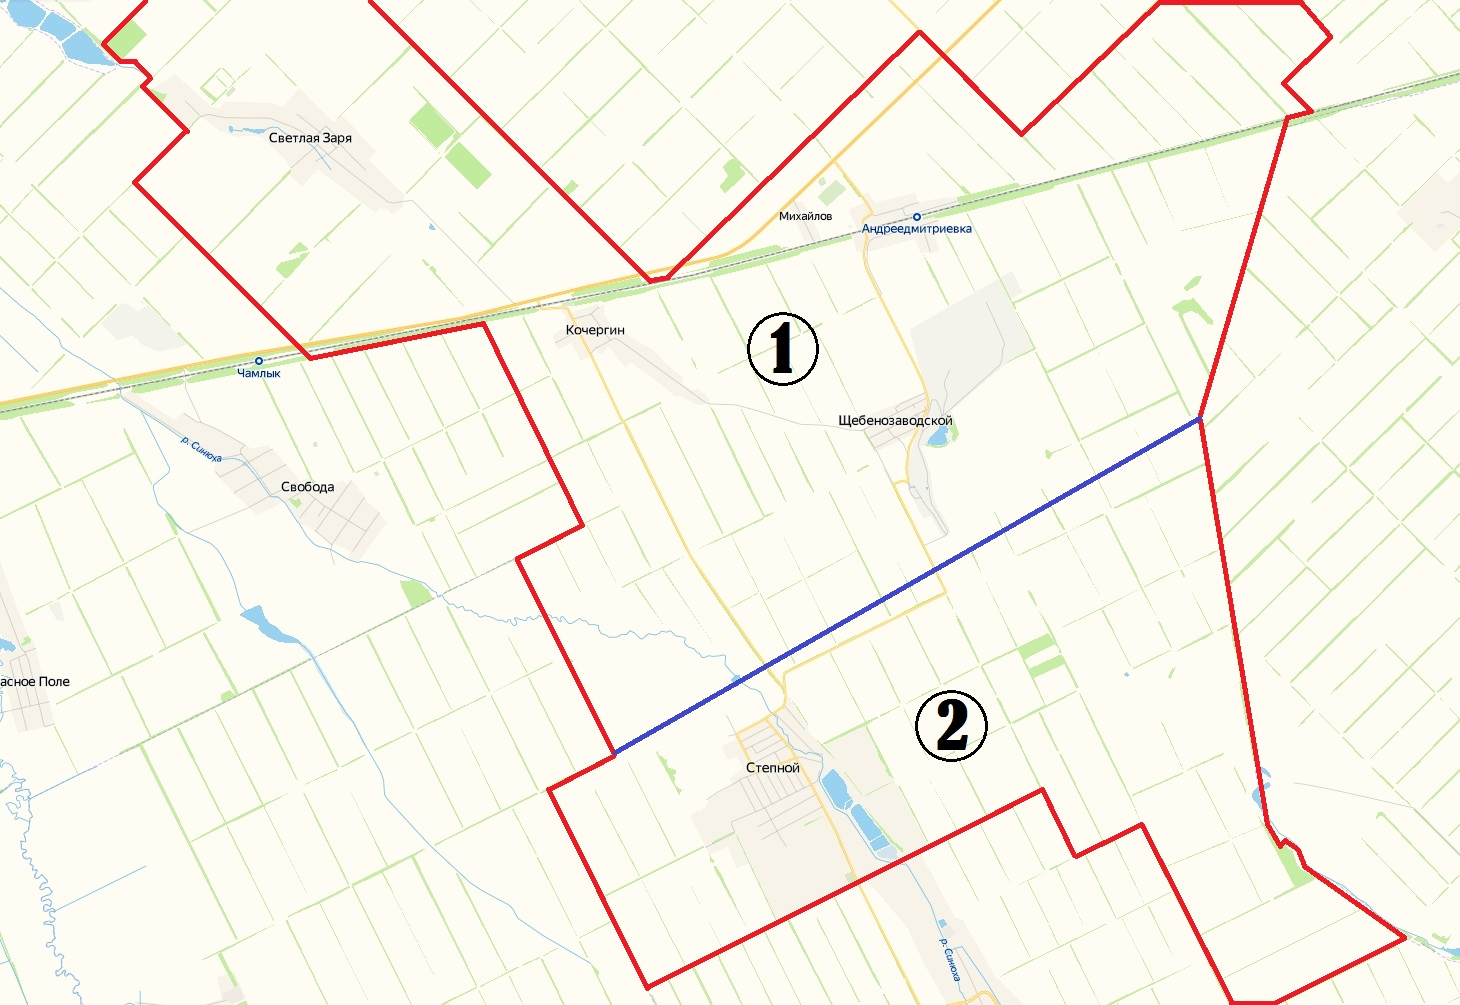 Светлая Заря
Михайлов
Андреедмитриевка
Кочергин
1
Чамлык
Щебенозаводской
р. Синюха
Свобода
асное Поле
2
Степной
р. Синюха